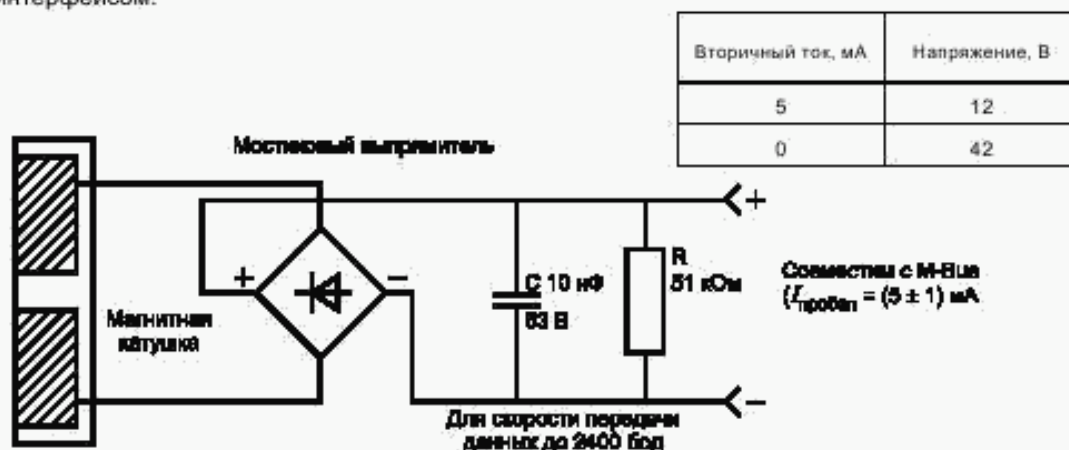 интерфейсом.
Вторичный ток, мА
Напряжение, В
5
12
0
42
Мостиковый выпрямитель
+
+
−
Магнитная
катушка
C 10 нФ
63 В
R
51 кОм
Совместим с M-Bus
(Iпробел = (5 ± 1) мА
−
Для скорости передачи
данных до 2400 бод